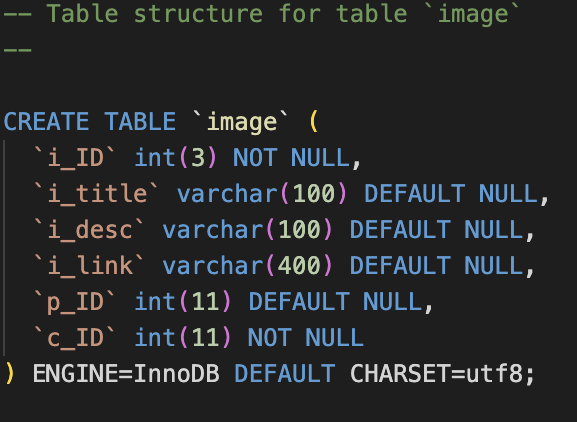 -- Table structure for table `image`
--
CREATE TABLE `image` (
`i_ID` int(3) NOT NULL,
`i_title` varchar(100) DEFAULT NULL,
`i_desc` varchar(100) DEFAULT NULL,
`i_link` varchar(400) DEFAULT NULL,
`p_ID` int(11) DEFAULT NULL,
`c_ID` int(11) NOT NULL
) ENGINE=InnoDB DEFAULT CHARSET=utf8;